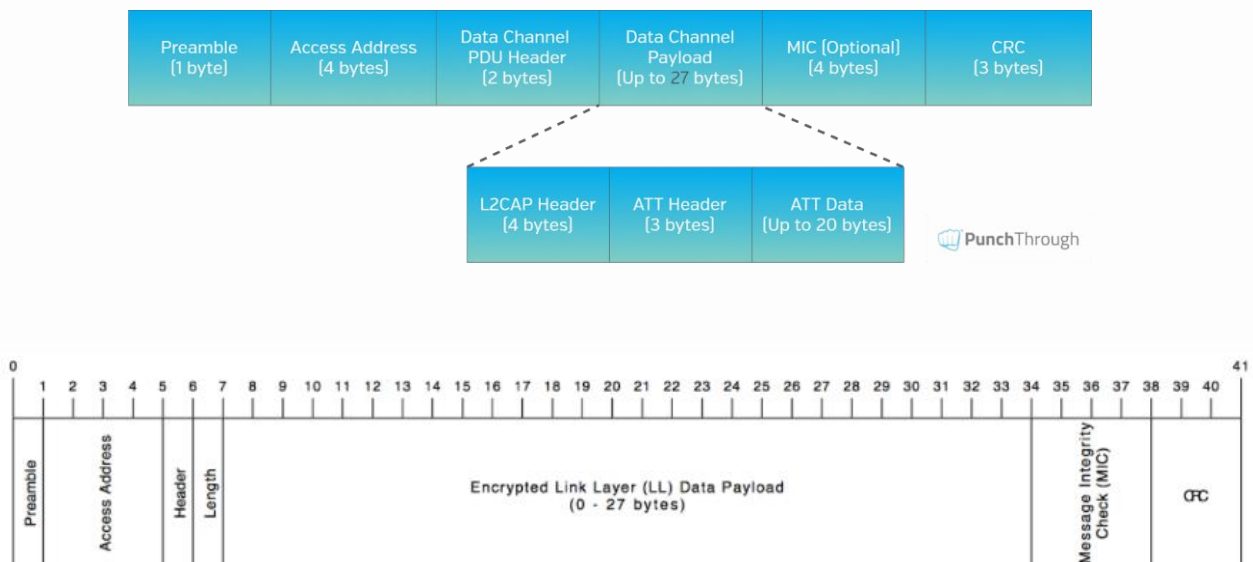 Preamble
(1 byte)
Access Address
(4 bytes)
Data Channel
PDU Header
(2 bytes)
Data Channel
Payload
(Up to 27 bytes)
MIC (Optional)
(4 bytes)
CRC
(3 bytes)
L2CAP Header
(4 bytes)
ATT Header
(3 bytes)
ATT Data
(Up to 20 bytes)
PunchThrough
0 41
1 2 3 4 5 6 7 8 9 10 11 12 13 14 15 16 17 18 19 20 21 22 23 24 25 26 27 28 29 30 31 32 33 34 35 36 37 38 39 40
Preamble
Access Address
Header
Length
Encrypted Link Layer (LL) Data Payload
(0 - 27 bytes)
Message Integrity
Check (MIC)
CRC